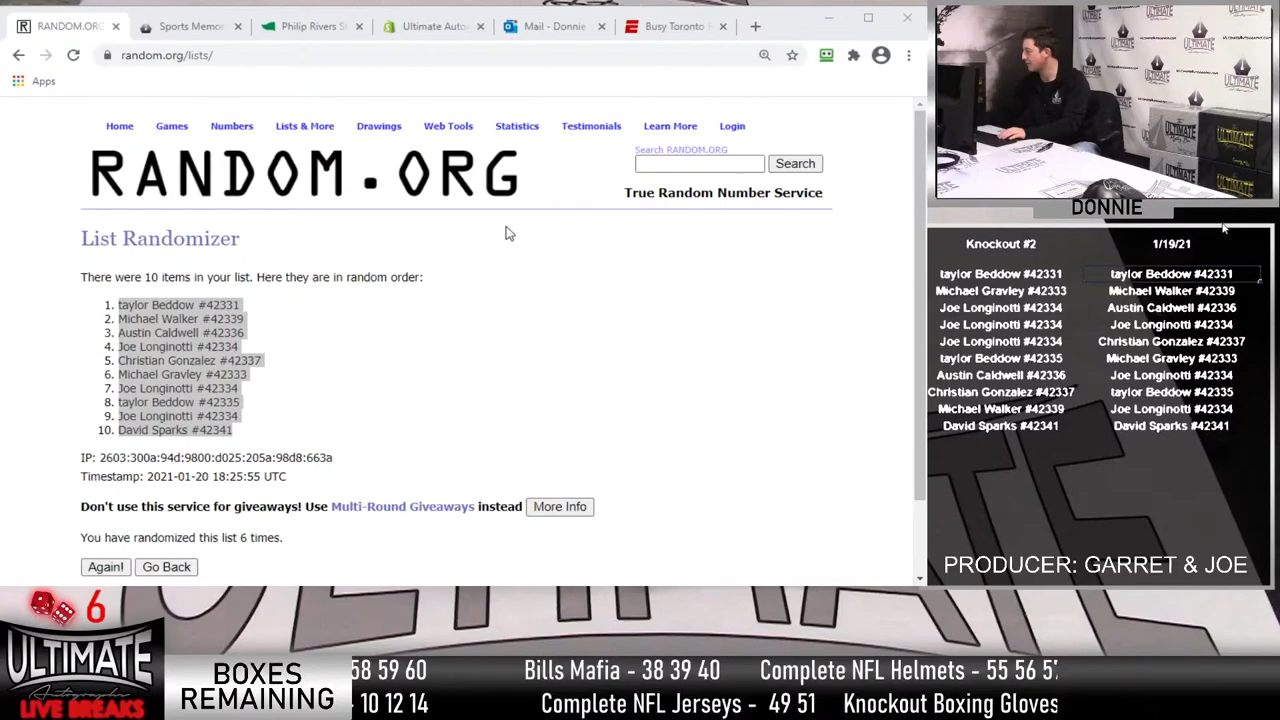 RANDOM.ORG
Sports Memor
Philip Rivers S
Ultimate Auto
Mail - Donnie
Busy Toronto
random.org/lists/
Apps
Home Games Numbers Lists & More Drawings Web Tools Statistics Testimonials Learn More Login
RANDOM.ORG
Search RANDOM.ORG
Search
True Random Number Service
List Randomizer
There were 10 items in your list. Here they are in random order:
1. taylor Beddow #42331
2. Michael Walker #42339
3. Austin Caldwell #42336
4. Joe Longinotti #42334
5. Christian Gonzalez #42337
6. Michael Gravley #42333
7. Joe Longinotti #42334
8. taylor Beddow #42335
9. Joe Longinotti #42334
10. David Sparks #42341
IP: 2603:300a:94d:9800:d025:205a:98d8:663a
Timestamp: 2021-01-20 18:25:55 UTC
Don't use this service for giveaways! Use Multi-Round Giveaways instead More Info
You have randomized this list 6 times.
Again! Go Back
ULTIMATE
DONNIE
Knockout #2 1/19/21
taylor Beddow #42331 taylor Beddow #42331
Michael Gravley #42333 Michael Walker #42339
Joe Longinotti #42334 Austin Caldwell #42336
Joe Longinotti #42334 Joe Longinotti #42334
Joe Longinotti #42334 Christian Gonzalez #42337
taylor Beddow #42335 Michael Gravley #42333
Austin Caldwell #42336 Joe Longinotti #42334
Christian Gonzalez #42337 taylor Beddow #42335
Michael Walker #42339 Joe Longinotti #42334
David Sparks #42341 David Sparks #42341
PRODUCER: GARRET & JOE
6
ULTIMATE
Autographs
LIVE BREAKS
BOXES
REMAINING
58 59 60 Bills Mafia - 38 39 40 Complete NFL Helmets - 55 56 57
- 10 12 14 Complete NFL Jerseys - 49 51 Knockout Boxing Gloves